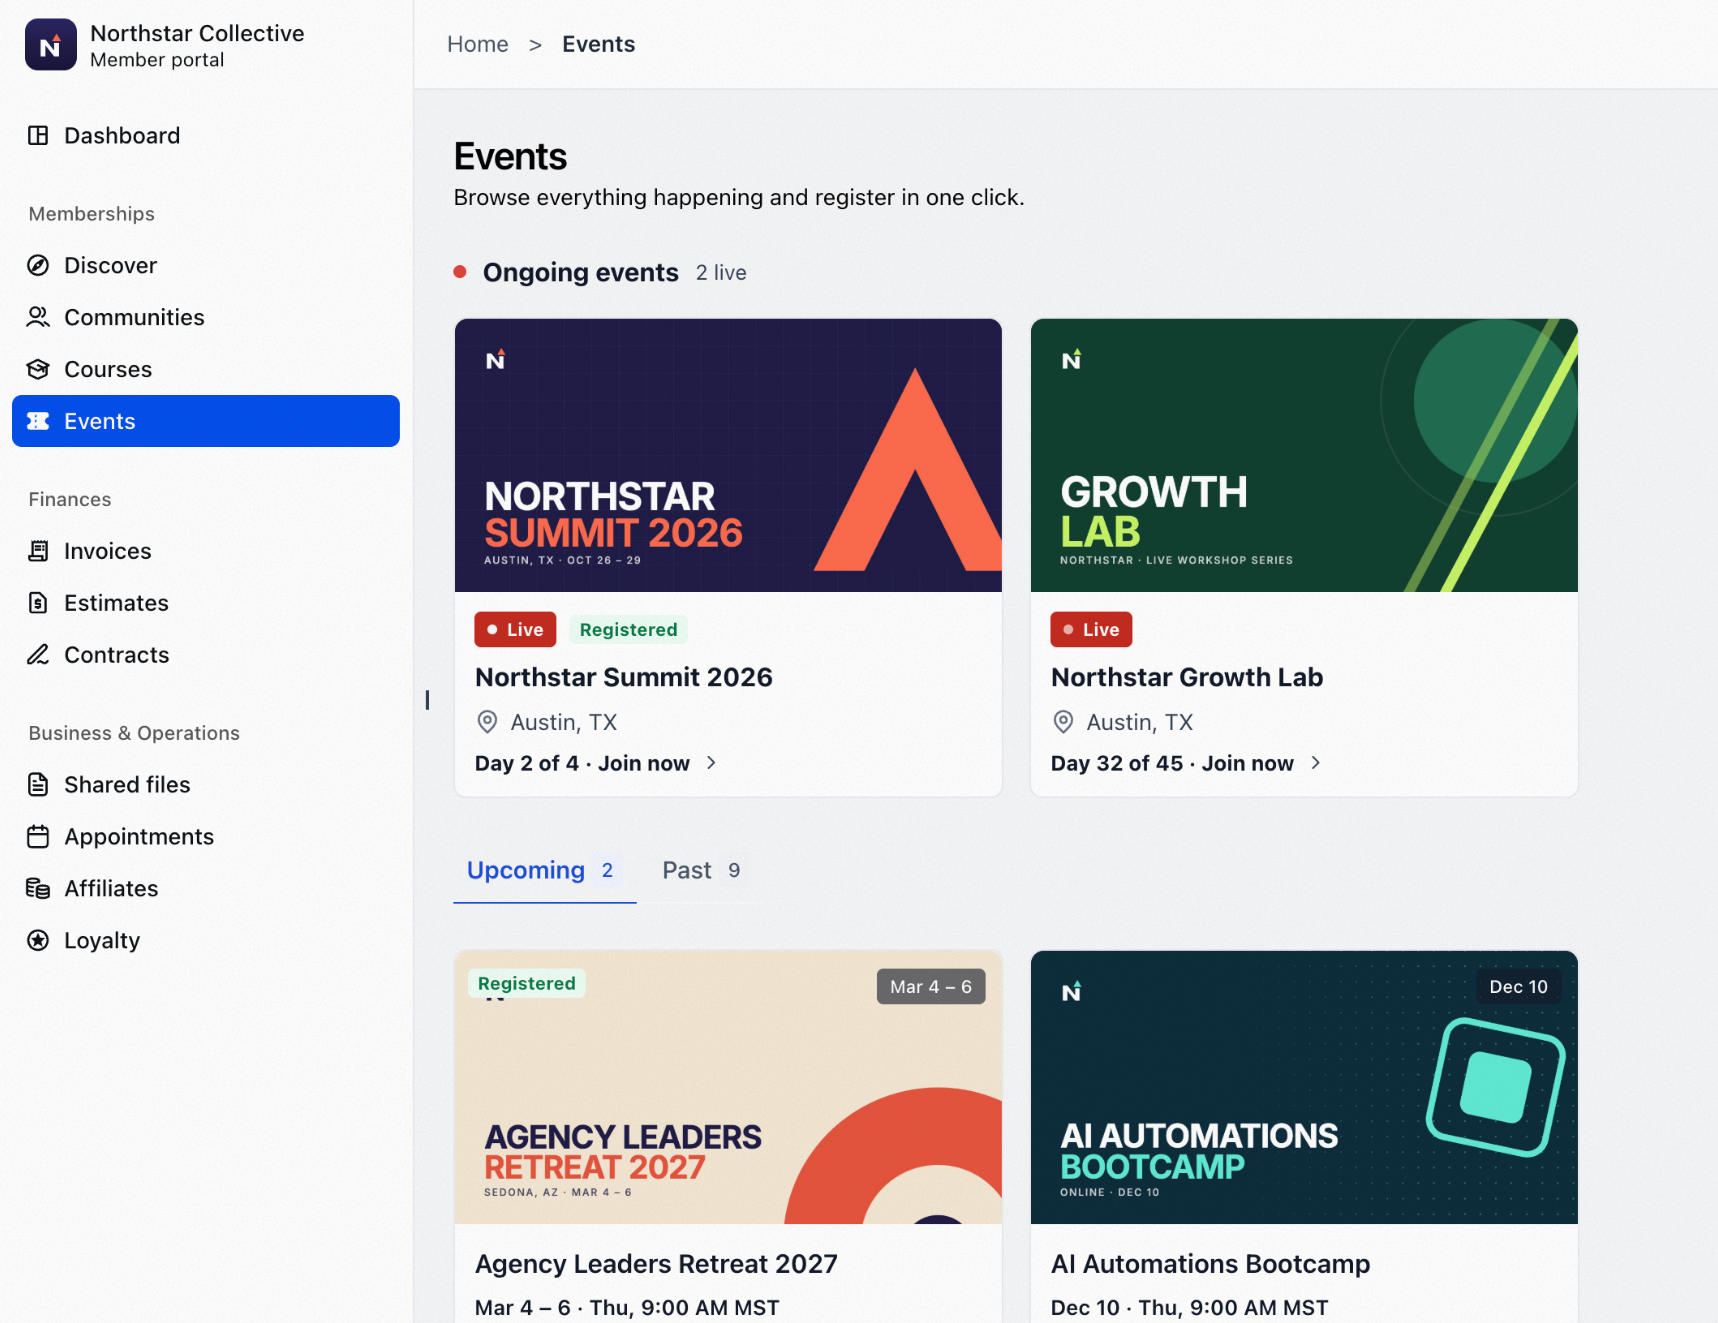 Northstar Collective
Member portal
Dashboard
Memberships
Discover
Communities
Courses
Events
Finances
Invoices
Estimates
Contracts
Business & Operations
Shared files
Appointments
Affiliates
Loyalty
Home > Events
Events
Browse everything happening and register in one click.
Ongoing events 2 live
N
NORTHSTAR
SUMMIT 2026
AUSTIN, TX · OCT 26 – 29
Live Registered
Northstar Summit 2026
Austin, TX
Day 2 of 4 · Join now
N
GROWTH
LAB
NORTHSTAR · LIVE WORKSHOP SERIES
Live
Northstar Growth Lab
Austin, TX
Day 32 of 45 · Join now
Upcoming 2 Past 9
Registered Mar 4 – 6
AGENCY LEADERS
RETREAT 2027
SEDONA, AZ · MAR 4 – 6
Agency Leaders Retreat 2027
Mar 4 – 6 · Thu, 9:00 AM MST
N
Dec 10
AI AUTOMATIONS
BOOTCAMP
ONLINE · DEC 10
AI Automations Bootcamp
Dec 10 · Thu, 9:00 AM MST